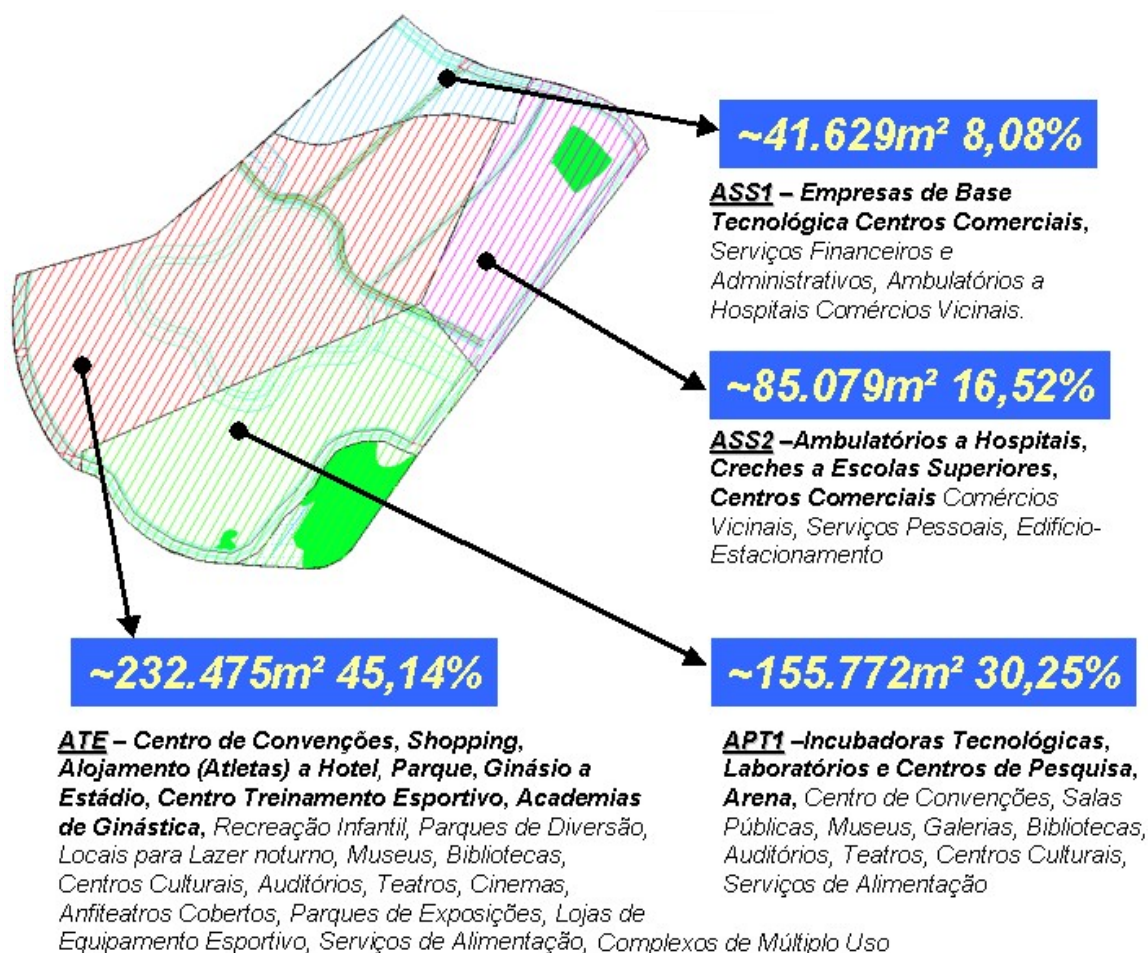 ~41.629m² 8,08%
ASS1 – Empresas de Base
Tecnológica Centros Comerciais,
Serviços Financeiros e
Administrativos, Ambulatórios a
Hospitais Comércios Vicinais.
~85.079m² 16,52%
ASS2 –Ambulatórios a Hospitais,
Creches a Escolas Superiores,
Centros Comerciais Comércios
Vicinais, Serviços Pessoais, Edifício-
Estacionamento
~232.475m² 45,14%
ATE – Centro de Convenções, Shopping,
Alojamento (Atletas) a Hotel, Parque, Ginásio a
Estádio, Centro Treinamento Esportivo, Academias
de Ginástica, Recreação Infantil, Parques de Diversão,
Locais para Lazer noturno, Museus, Bibliotecas,
Centros Culturais, Auditórios, Teatros, Cinemas,
Anfiteatros Cobertos, Parques de Exposições, Lojas de
Equipamento Esportivo, Serviços de Alimentação, Complexos de Múltiplo Uso
~155.772m² 30,25%
APT1 –Incubadoras Tecnológicas,
Laboratórios e Centros de Pesquisa,
Arena, Centro de Convenções, Salas
Públicas, Museus, Galerias, Bibliotecas,
Auditórios, Teatros, Centros Culturais,
Serviços de Alimentação